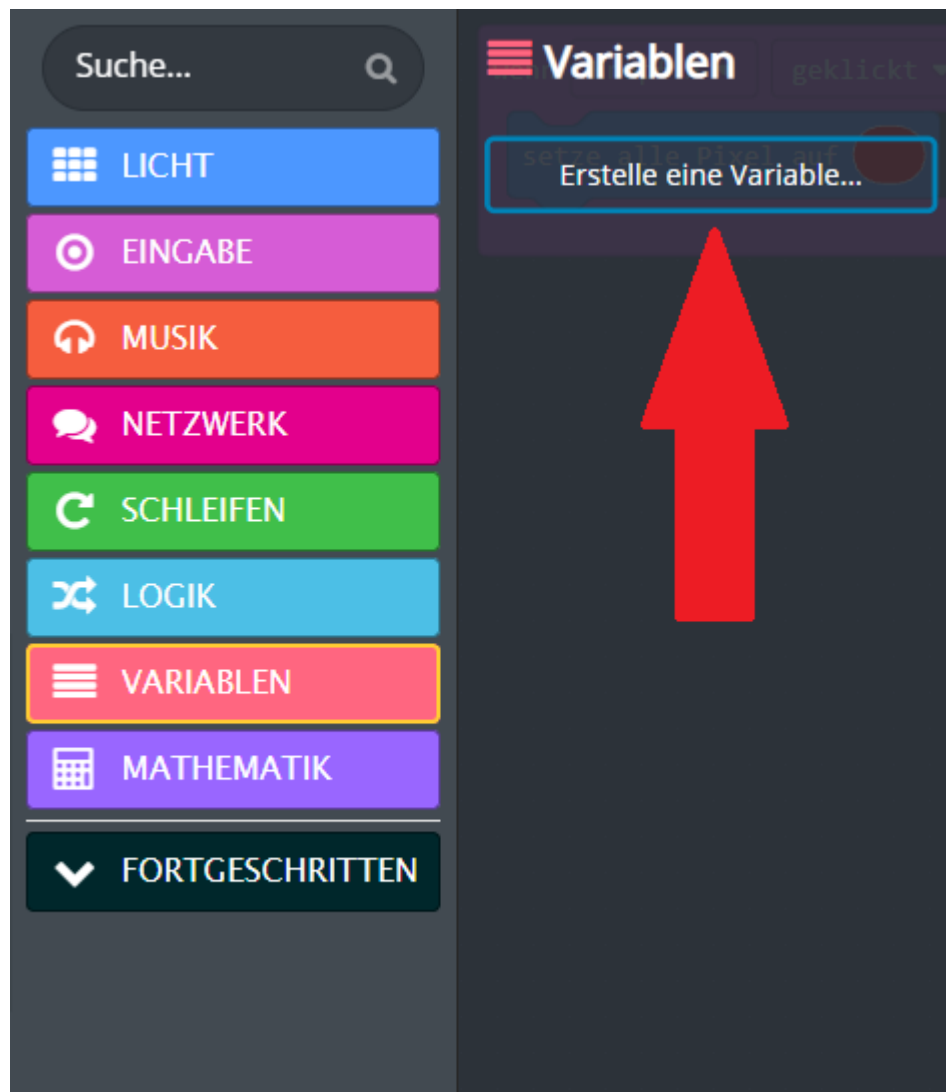 Suche...
LICHT
EINGABE
MUSIK
NETZWERK
SCHLEIFEN
LOGIK
VARIABLEN
MATHEMATIK
FORTGESCHRITTEN
Variablen
geklickt
setze alle Pixel auf
Erstelle eine Variable...